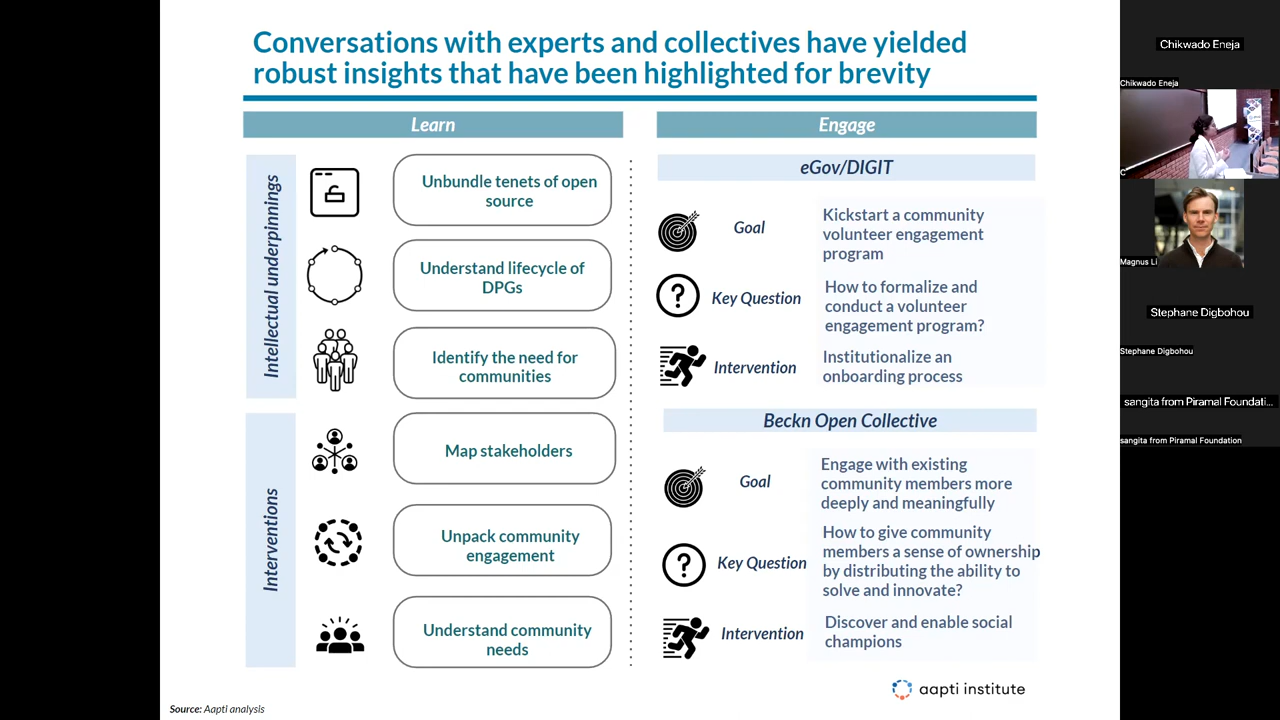 Conversations with experts and collectives have yielded
robust insights that have been highlighted for brevity
Learn
Intellectual underpinnings
Unbundle tenets of open
source
Understand lifecycle of
DPGs
Identify the need for
communities
Interventions
Map stakeholders
Unpack community
engagement
Understand community
needs
Engage
eGov/DIGIT
Goal
Kickstart a community
volunteer engagement
program
Key Question
How to formalize and
conduct a volunteer
engagement program?
Intervention
Institutionalize an
onboarding process
Beckn Open Collective
Goal
Engage with existing
community members more
deeply and meaningfully
Key Question
How to give community
members a sense of ownership
by distributing the ability to
solve and innovate?
Intervention
Discover and enable social
champions
aapti institute
Source: Aapti analysis
Chikwado Eneja
Chikwado Eneja
C
Magnus Li
Stephane Digbohou
Stephane Digbohou
sangita from Piramal Foundati...
sangita from Piramal Foundation